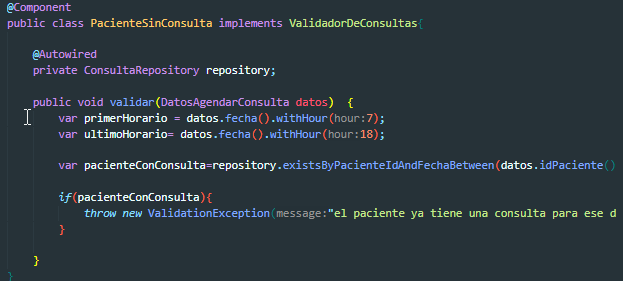 @Component
public class PacienteSinConsulta implements ValidadorDeConsultas{
@Autowired
private ConsultaRepository repository;
public void validar(DatosAgendarConsulta datos)  {
var primerHorario = datos.fecha().withHour(hour:7);
var ultimoHorario= datos.fecha().withHour(hour:18);
var pacienteConConsulta=repository.existsByPacienteIdAndFechaBetween(datos.idPaciente()
if(pacienteConConsulta){
throw new ValidationException(message:"el paciente ya tiene una consulta para ese d
}
}
}